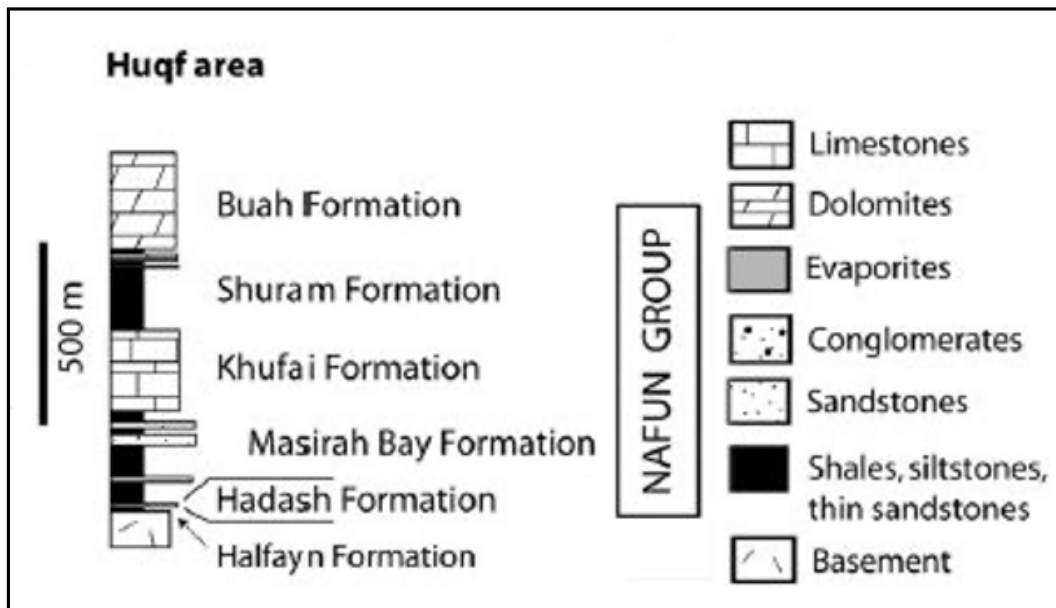 Huqf area
Buah Formation
Shuram Formation
Khufai Formation
Masirah Bay Formation
Hadash Formation
Halfayn Formation
500 m
NAFUN GROUP
Limestones
Dolomites
Evaporites
Conglomerates
Sandstones
Shales, siltstones,
thin sandstones
Basement